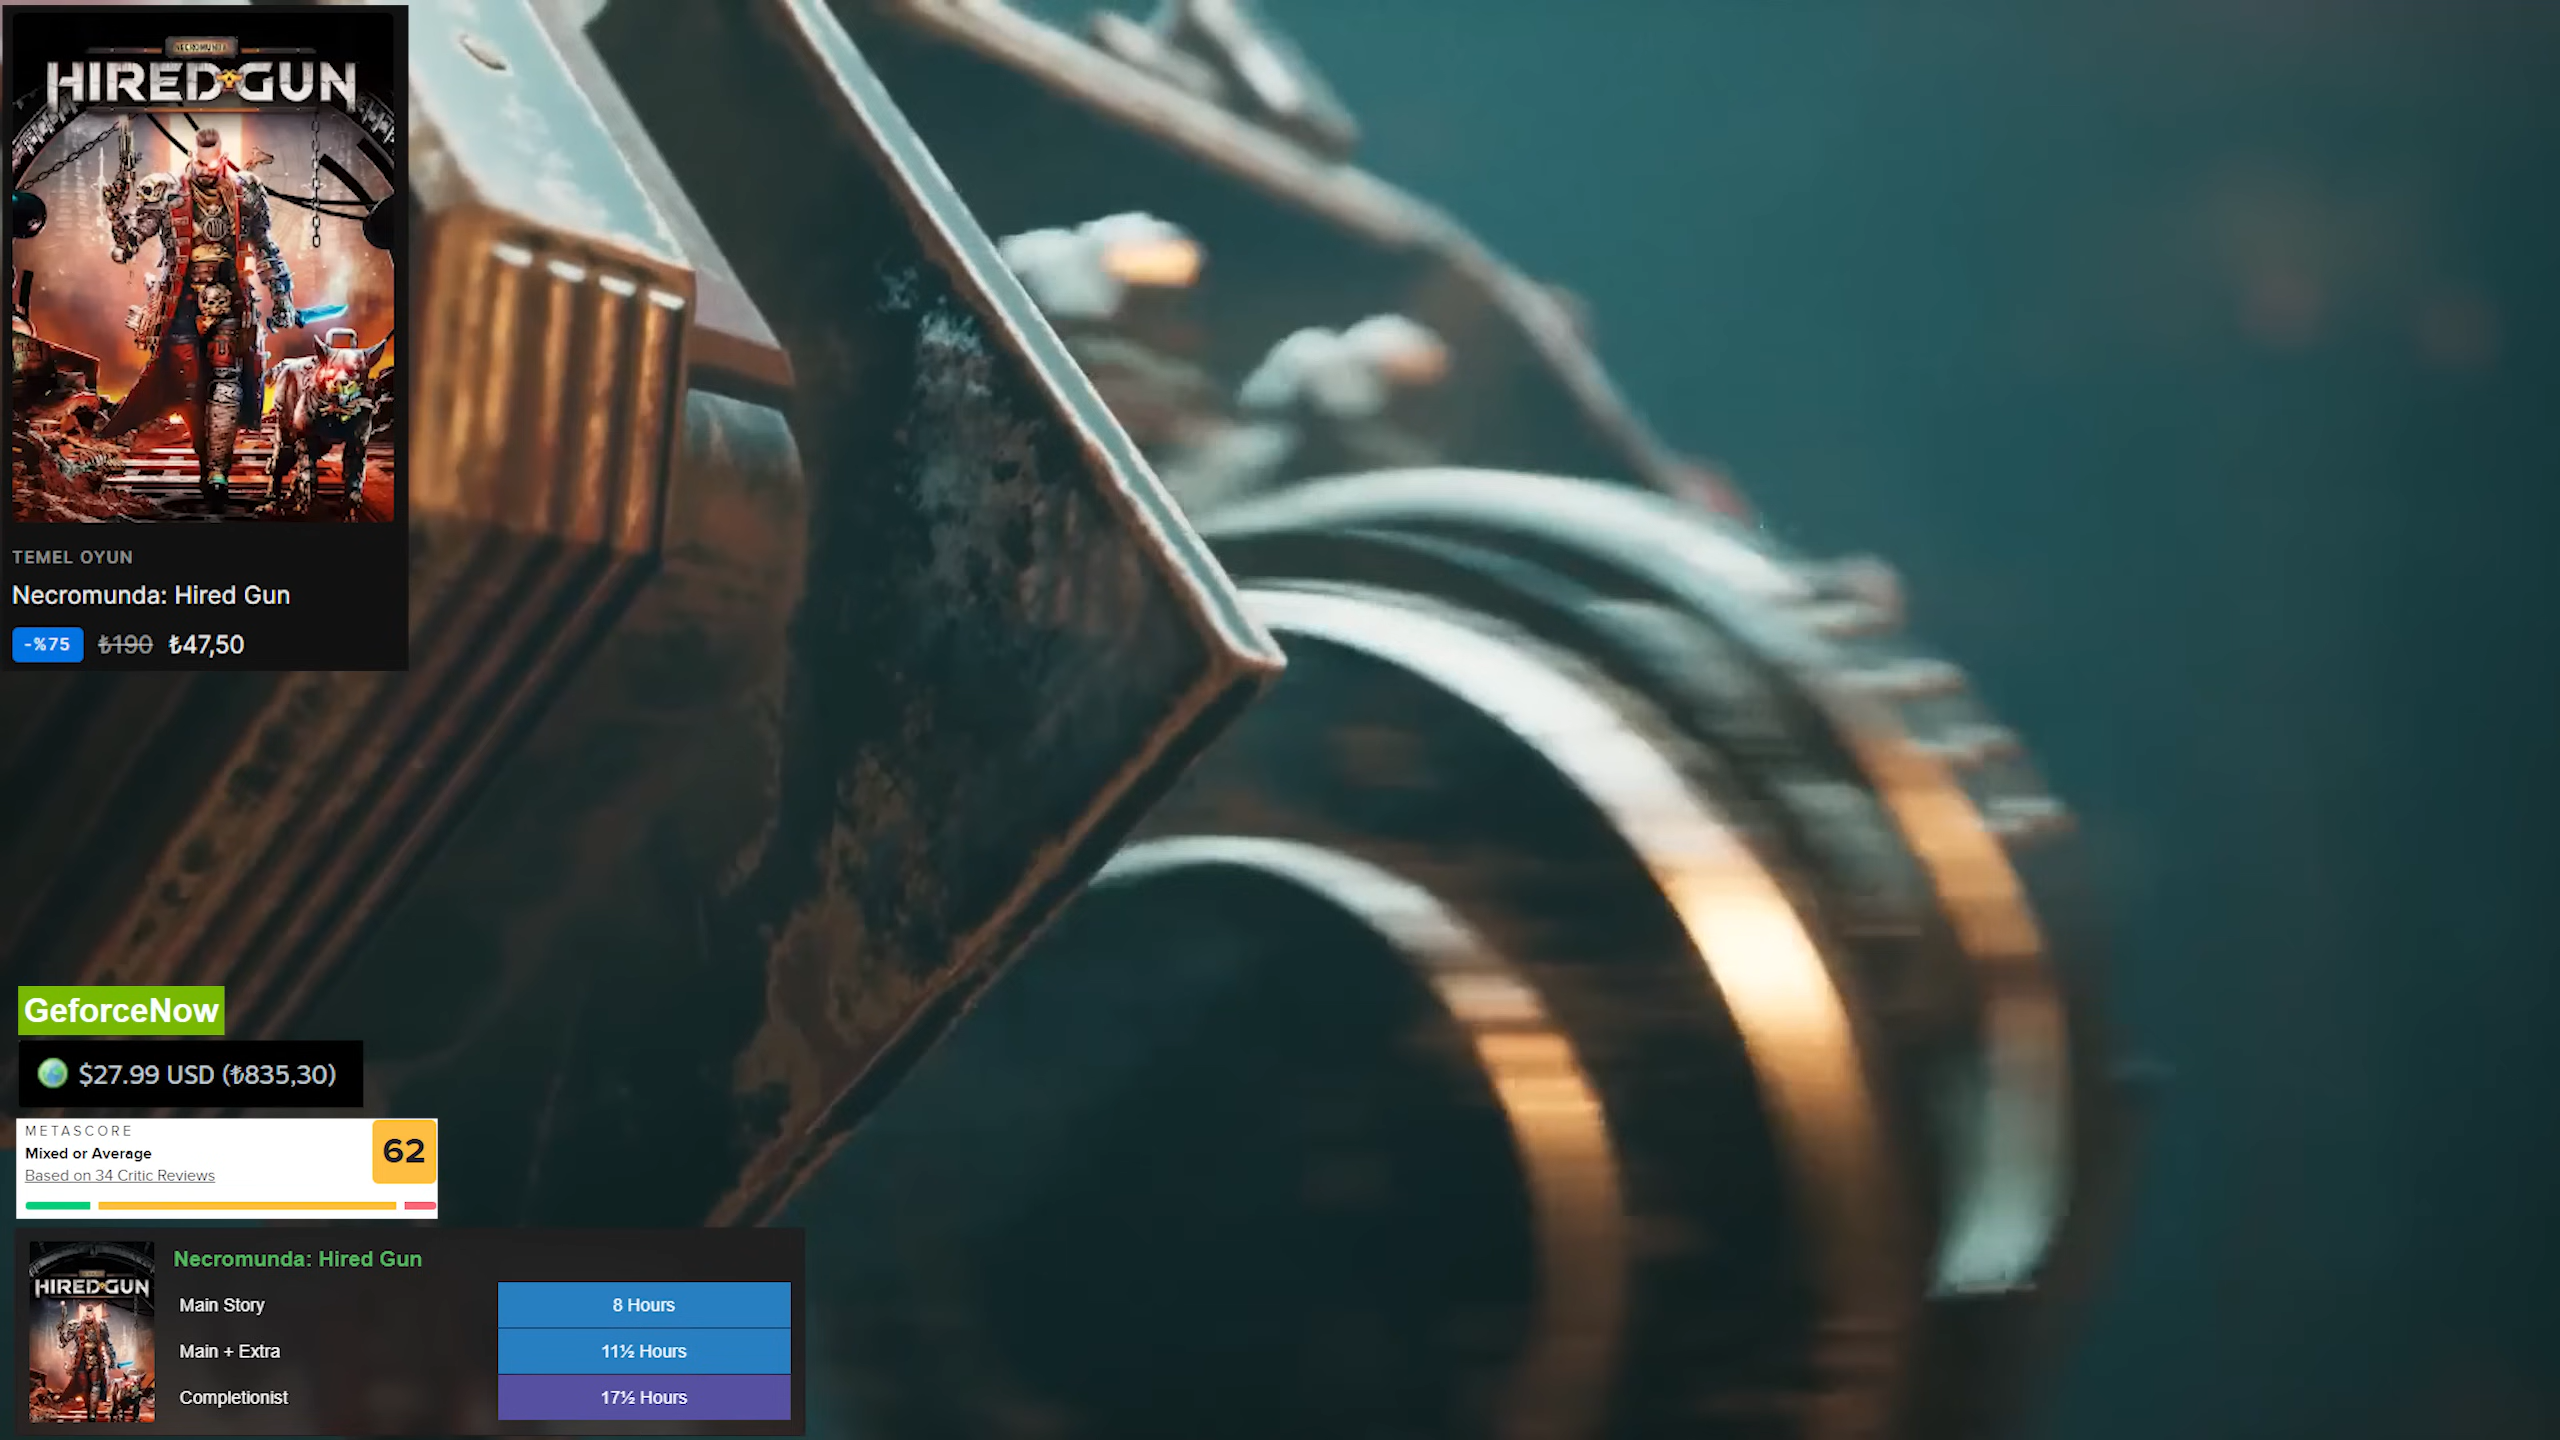 NECROMUNDA
HIRED GUN
TEMEL OYUN
Necromunda: Hired Gun
-%75 ₺190 ₺47,50
GeforceNow
$27.99 USD (₺835,30)
METASCORE
Mixed or Average
Based on 34 Critic Reviews
62
HIRED GUN
Necromunda: Hired Gun
Main Story 8 Hours
Main + Extra 11½ Hours
Completionist 17½ Hours